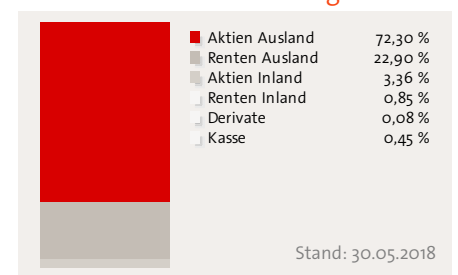 Aktien Ausland 72,30 %
Renten Ausland 22,90 %
Aktien Inland 3,36 %
Renten Inland 0,85 %
Derivate 0,08 %
Kasse 0,45 %
Stand: 30.05.2018